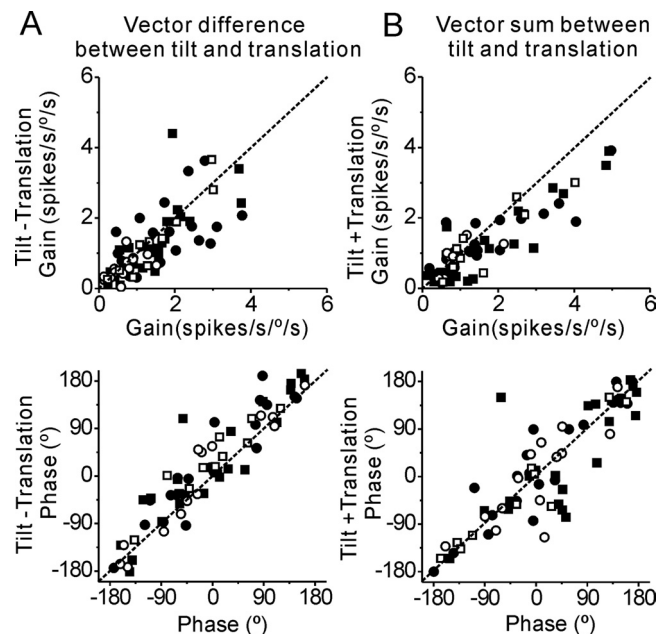 A
Vector difference
between tilt and translation
B
Vector sum between
tilt and translation
Tilt - Translation
Gain (spikes/s/º/s)
6
4
2
0
0
2
4
6
Gain(spikes/s/º/s)
Tilt + Translation
Gain (spikes/s/º/s)
6
4
2
0
0
2
4
6
Gain(spikes/s/º/s)
Tilt - Translation
Phase (º)
180
90
0
-90
-180
-180 -90 0 90 180
Phase (º)
Tilt + Translation
Phase (º)
180
90
0
-90
-180
-180 -90 0 90 180
Phase (º)